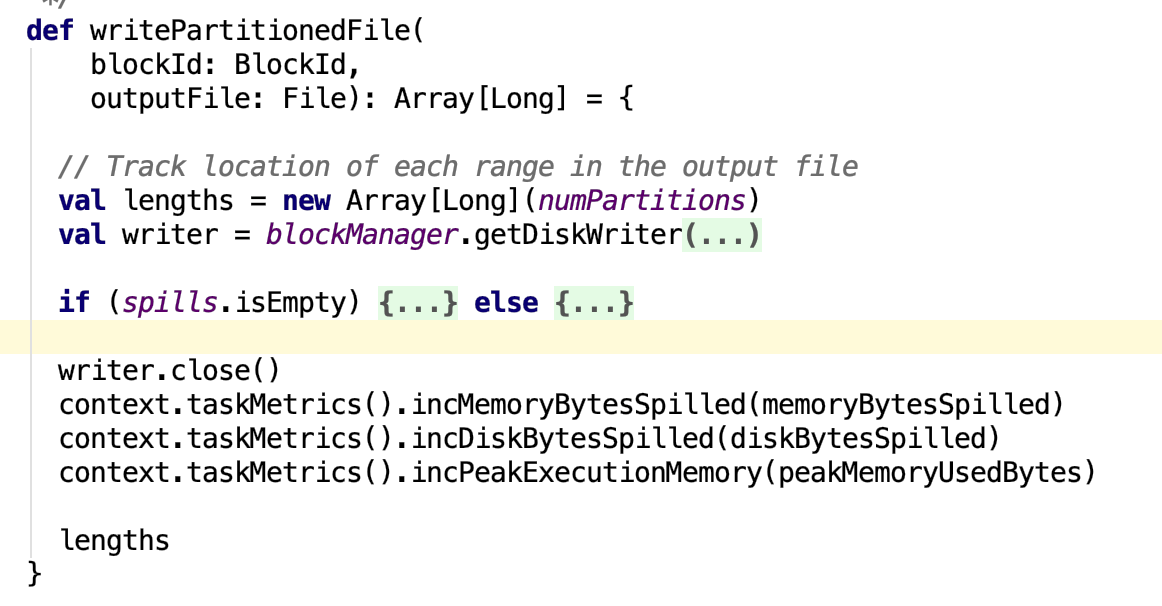 */
def writePartitionedFile(
    blockId: BlockId,
    outputFile: File): Array[Long] = {

  // Track location of each range in the output file
  val lengths = new Array[Long](numPartitions)
  val writer = blockManager.getDiskWriter(...)

  if (spills.isEmpty) {...} else {...}

  writer.close()
  context.taskMetrics().incMemoryBytesSpilled(memoryBytesSpilled)
  context.taskMetrics().incDiskBytesSpilled(diskBytesSpilled)
  context.taskMetrics().incPeakExecutionMemory(peakMemoryUsedBytes)

  lengths
}